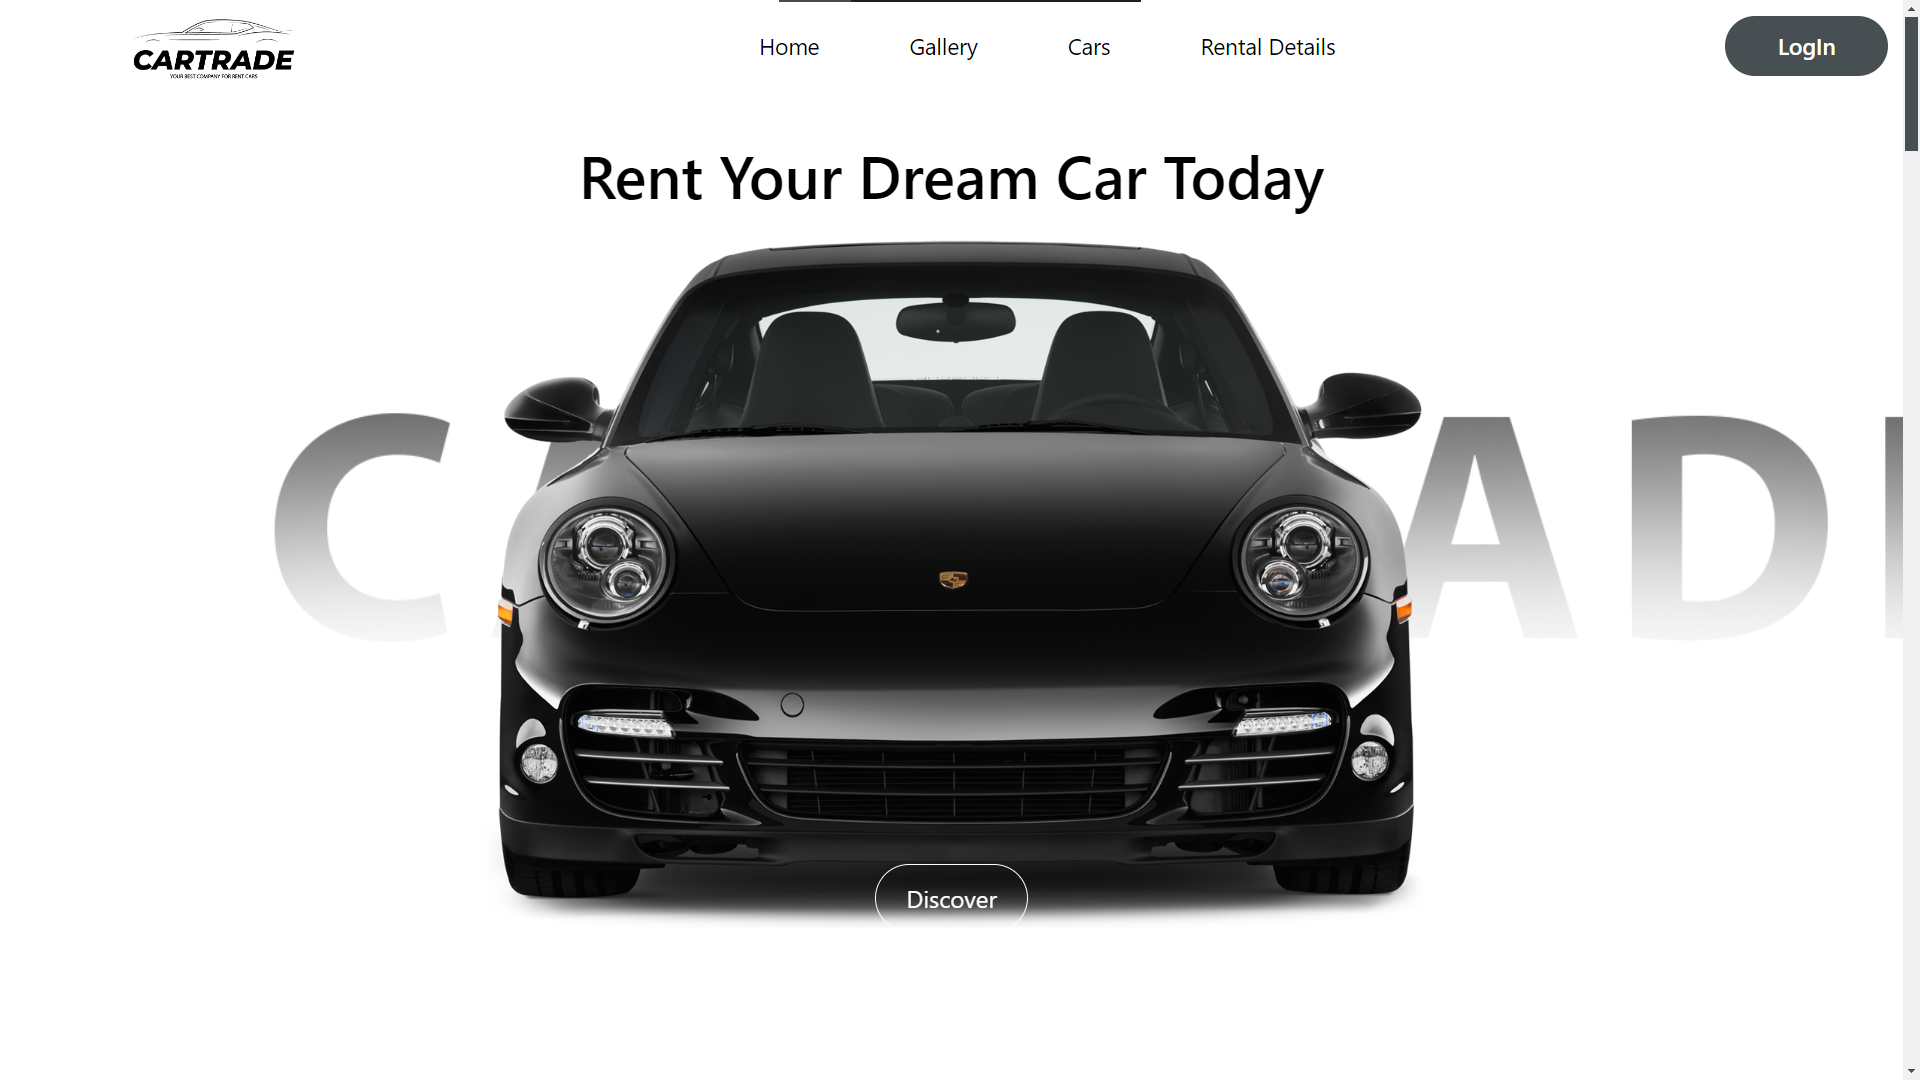 CARTRADE
YOUR BEST COMPANY FOR RENT CARS
Home
Gallery
Cars
Rental Details
LogIn
Rent Your Dream Car Today
C
AD
Discover